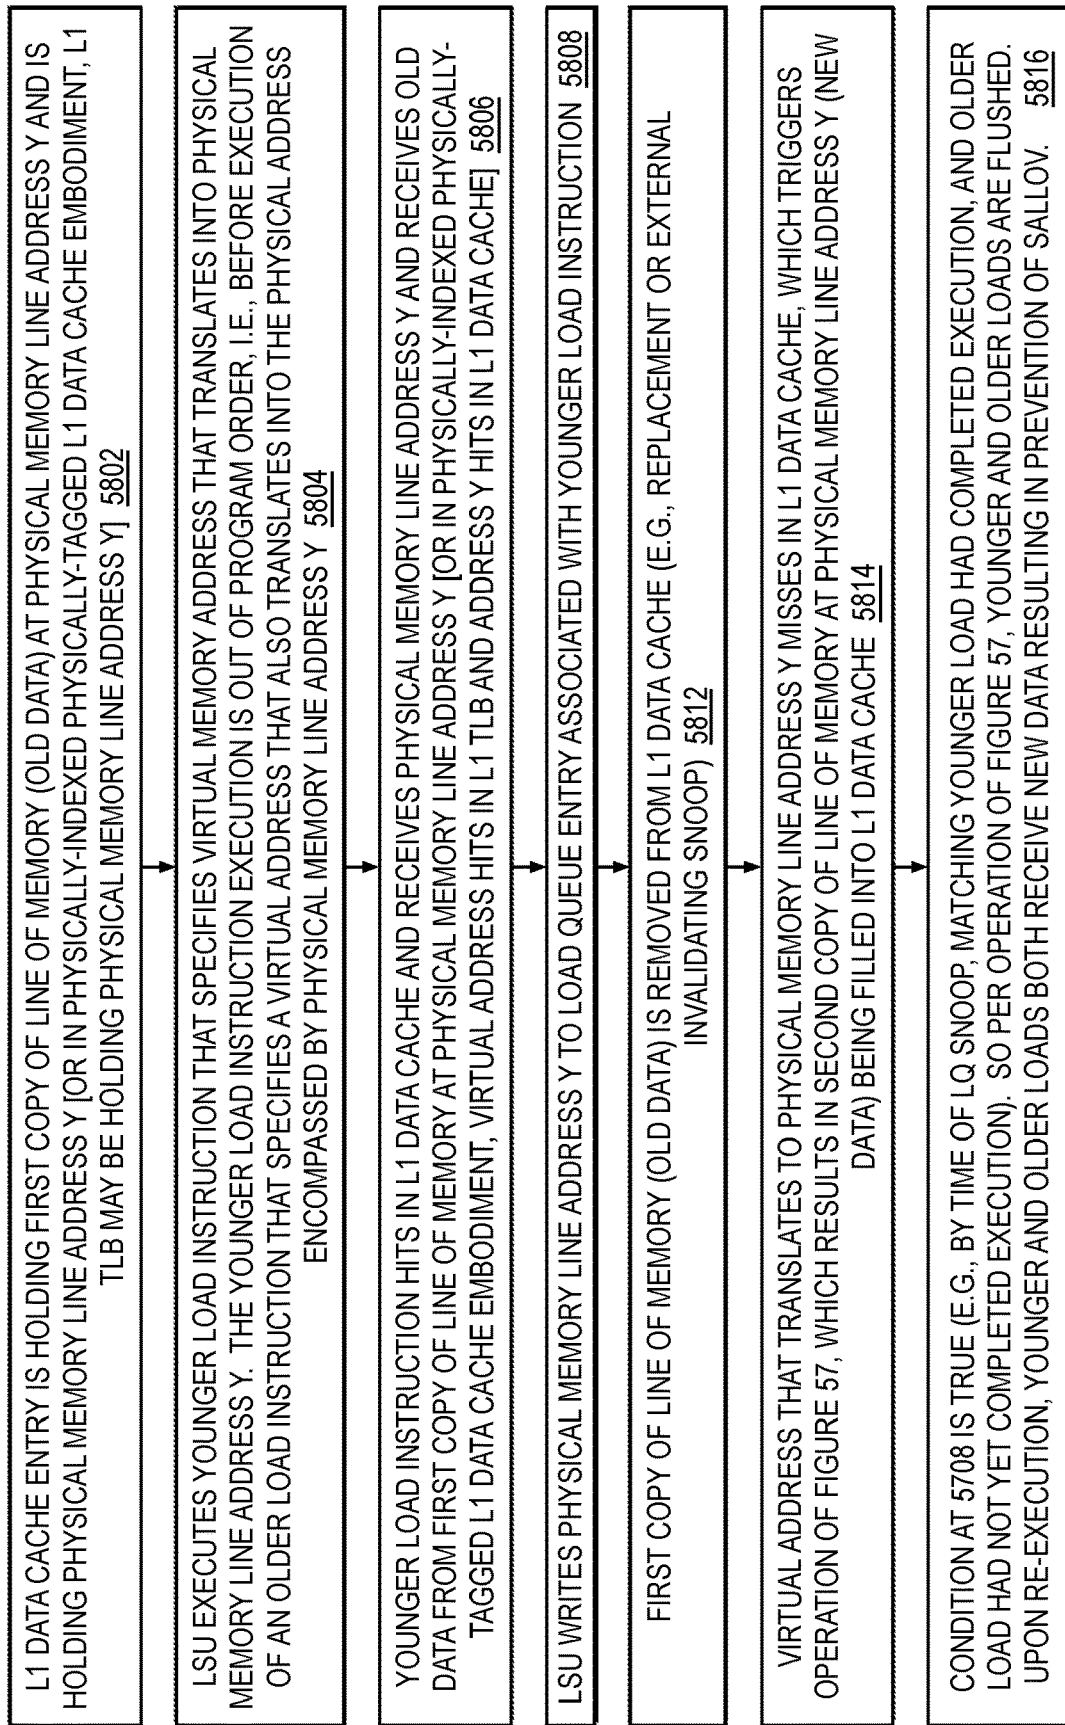 L1 DATA CACHE ENTRY IS HOLDING FIRST COPY OF LINE OF MEMORY (OLD DATA) AT PHYSICAL MEMORY LINE ADDRESS Y AND IS
HOLDING PHYSICAL MEMORY LINE ADDRESS Y [OR IN PHYSICALLY-INDEXED PHYSICALLY-TAGGED L1 DATA CACHE EMBODIMENT, L1
TLB MAY BE HOLDING PHYSICAL MEMORY LINE ADDRESS Y] 5802
LSU EXECUTES YOUNGER LOAD INSTRUCTION THAT SPECIFIES VIRTUAL MEMORY ADDRESS THAT TRANSLATES INTO PHYSICAL
MEMORY LINE ADDRESS Y. THE YOUNGER LOAD INSTRUCTION EXECUTION IS OUT OF PROGRAM ORDER, I.E., BEFORE EXECUTION
OF AN OLDER LOAD INSTRUCTION THAT SPECIFIES A VIRTUAL ADDRESS THAT ALSO TRANSLATES INTO THE PHYSICAL ADDRESS
ENCOMPASSED BY PHYSICAL MEMORY LINE ADDRESS Y 5804
YOUNGER LOAD INSTRUCTION HITS IN L1 DATA CACHE AND RECEIVES PHYSICAL MEMORY LINE ADDRESS Y AND RECEIVES OLD
DATA FROM FIRST COPY OF LINE OF MEMORY AT PHYSICAL MEMORY LINE ADDRESS Y [OR IN PHYSICALLY-INDEXED PHYSICALLY-
TAGGED L1 DATA CACHE EMBODIMENT, VIRTUAL ADDRESS HITS IN L1 TLB AND ADDRESS Y HITS IN L1 DATA CACHE] 5806
LSU WRITES PHYSICAL MEMORY LINE ADDRESS Y TO LOAD QUEUE ENTRY ASSOCIATED WITH YOUNGER LOAD INSTRUCTION 5808
FIRST COPY OF LINE OF MEMORY (OLD DATA) IS REMOVED FROM L1 DATA CACHE (E.G., REPLACEMENT OR EXTERNAL
INVALIDATING SNOOP) 5812
VIRTUAL ADDRESS THAT TRANSLATES TO PHYSICAL MEMORY LINE ADDRESS Y MISSES IN L1 DATA CACHE, WHICH TRIGGERS
OPERATION OF FIGURE 57, WHICH RESULTS IN SECOND COPY OF LINE OF MEMORY AT PHYSICAL MEMORY LINE ADDRESS Y (NEW
DATA) BEING FILLED INTO L1 DATA CACHE 5814
CONDITION AT 5708 IS TRUE (E.G., BY TIME OF LQ SNOOP, MATCHING YOUNGER LOAD HAD COMPLETED EXECUTION, AND OLDER
LOAD HAD NOT YET COMPLETED EXECUTION). SO PER OPERATION OF FIGURE 57, YOUNGER AND OLDER LOADS ARE FLUSHED.
UPON RE-EXECUTION, YOUNGER AND OLDER LOADS BOTH RECEIVE NEW DATA RESULTING IN PREVENTION OF SALLOV. 5816